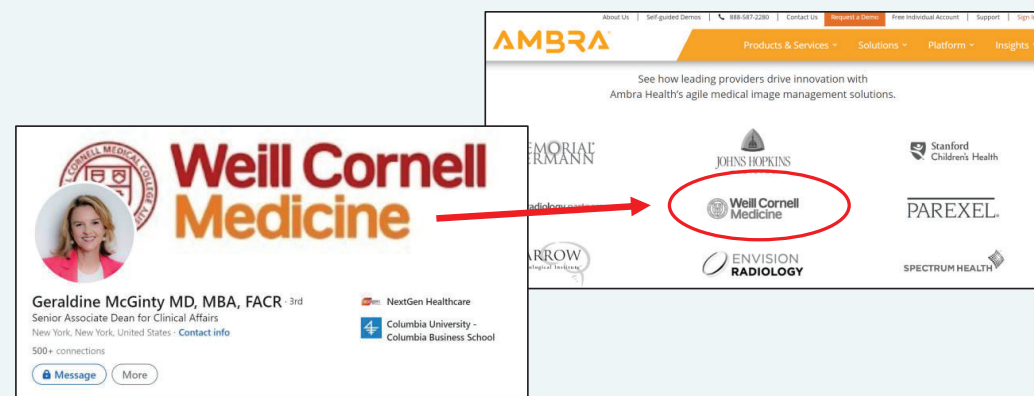 About Us | Self-guided Demos | 888-587-2280 | Contact Us Request a Demo Free Individual Account | Support | Sign In
AMBRA
Products & Services Solutions Platform Insights
See how leading providers drive innovation with
Ambra Health's agile medical image management solutions.
JOHNS HOPKINS
Stanford
Children's Health
Weill Cornell
Medicine
PAREXEL
ENVISION
RADIOLOGY
SPECTRUM HEALTH
Weill Cornell
Medicine
Geraldine McGinty MD, MBA, FACR · 3rd
Senior Associate Dean for Clinical Affairs
New York, New York, United States · Contact info
500+ connections
Message More
NextGen Healthcare
Columbia University -
Columbia Business School